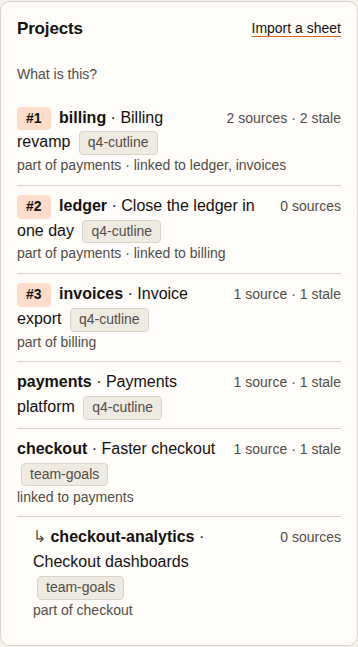 Projects Import a sheet
What is this?
#1 billing · Billing 2 sources · 2 stale
revamp q4-cutline
part of payments · linked to ledger, invoices
#2 ledger · Close the ledger in 0 sources
one day q4-cutline
part of payments · linked to billing
#3 invoices · Invoice 1 source · 1 stale
export q4-cutline
part of billing
payments · Payments 1 source · 1 stale
platform q4-cutline
checkout · Faster checkout 1 source · 1 stale
team-goals
linked to payments
↳ checkout-analytics · 0 sources
Checkout dashboards
team-goals
part of checkout